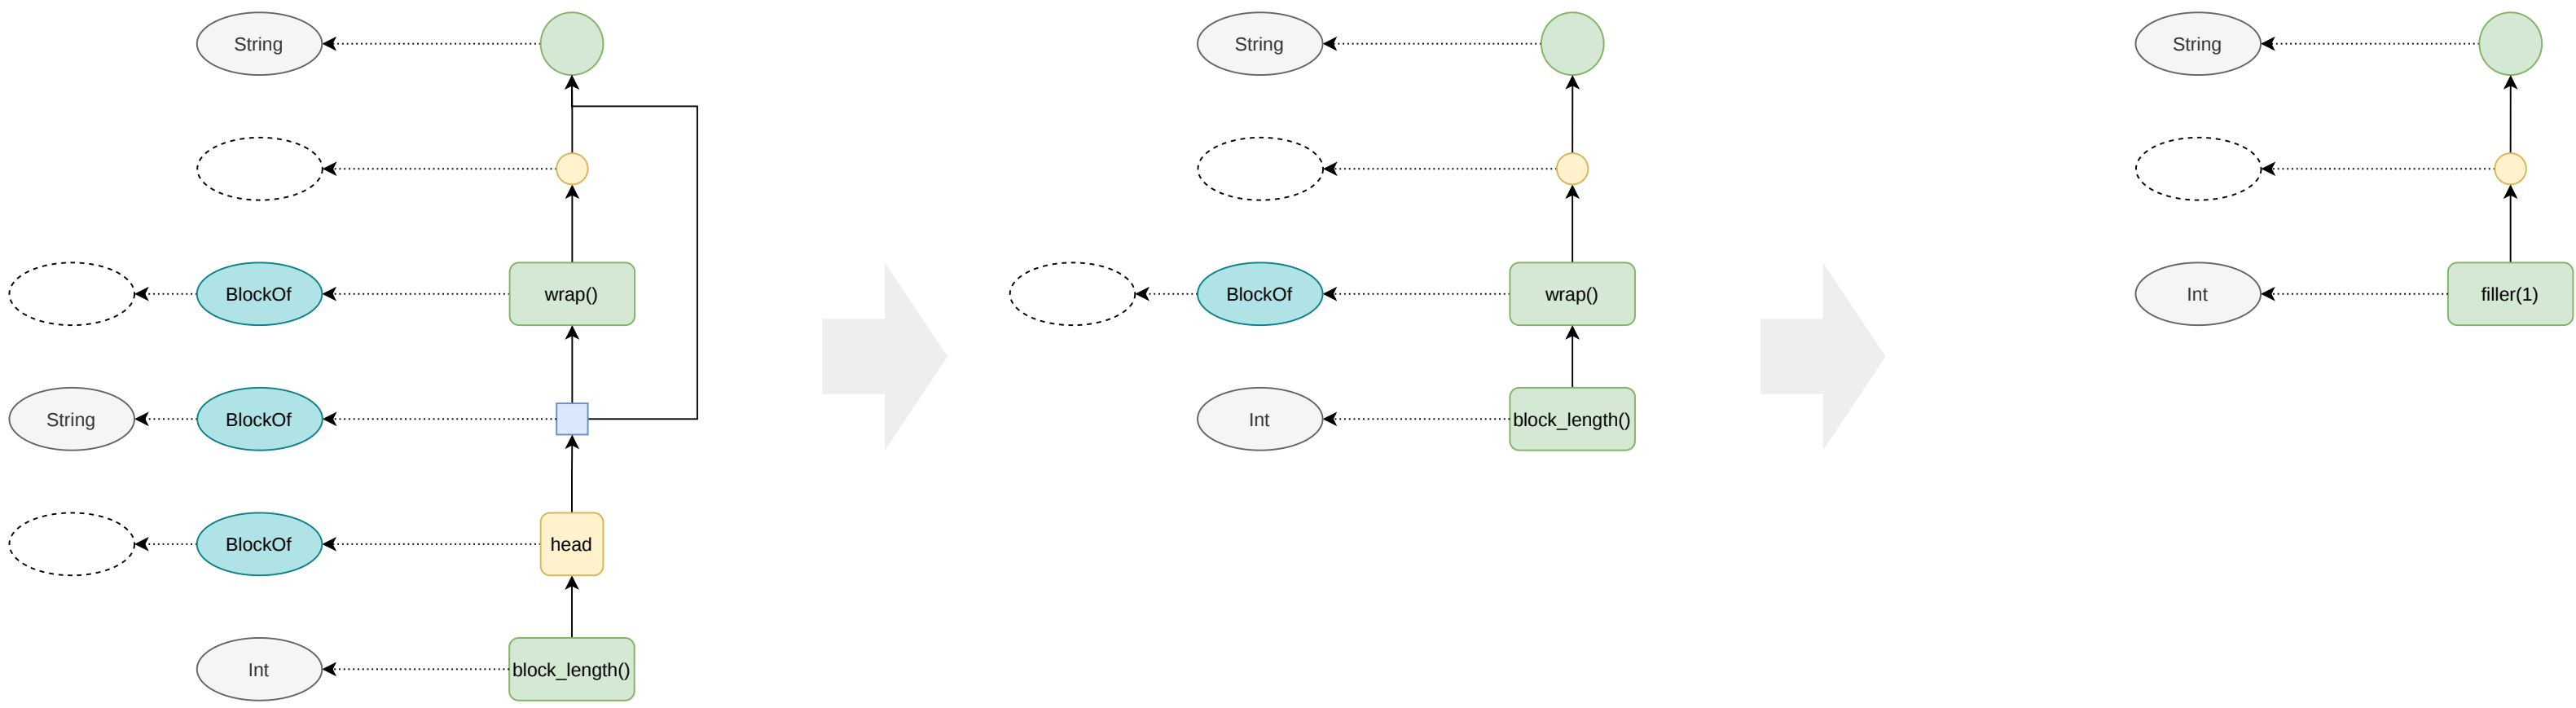 String
wrap()
BlockOf
String
BlockOf
head
BlockOf
block_length()
Int
String
wrap()
BlockOf
block_length()
Int
String
filler(1)
Int